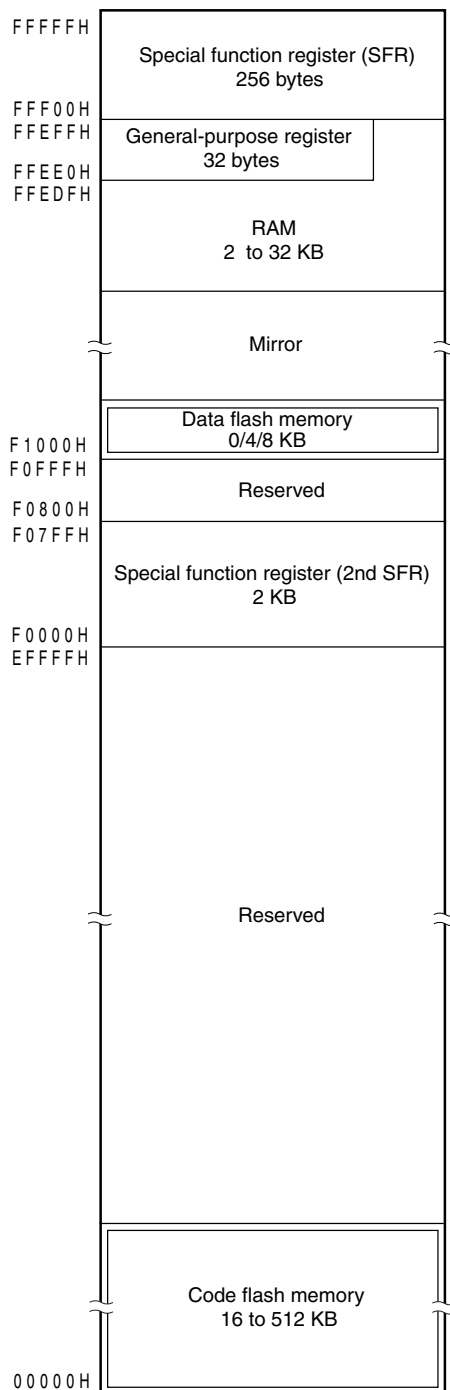 FFFFFH
Special function register (SFR)
256 bytes
FFF00H
FFEFFH
General-purpose register
32 bytes
FFEE0H
FFEDFH
RAM
2 to 32 KB
Mirror
Data flash memory
0/4/8 KB
F1000H
F0FFFH
Reserved
F0800H
F07FFH
Special function register (2nd SFR)
2 KB
F0000H
EFFFFH
Reserved
Code flash memory
16 to 512 KB
00000H